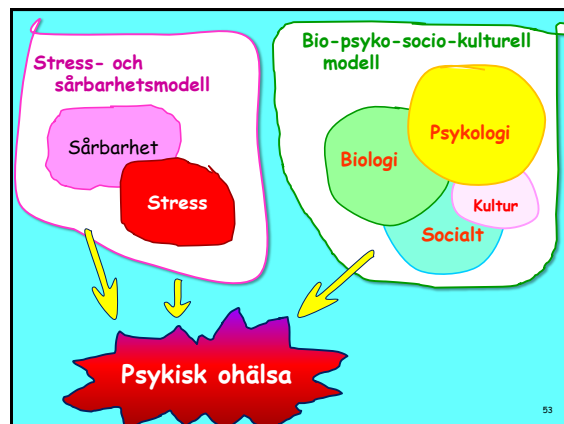 Stress- och
sårbarhetsmodell
Sårbarhet
Stress
Bio-psyko-socio-kulturell
modell
Psykologi
Biologi
Kultur
Socialt
Psykisk ohälsa
53